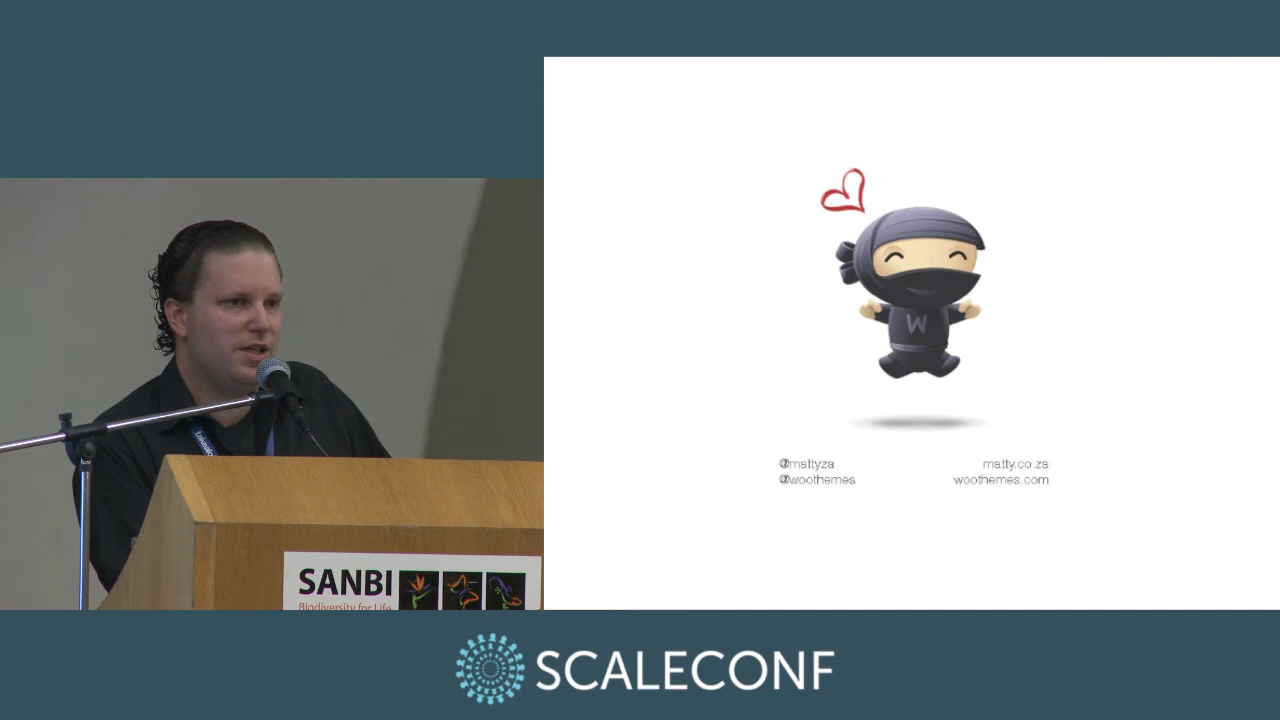 W
@mattyza
matty.co.za
@woothemes
woothemes.com
SANBI
Biodiversity for Life
SCALECONF